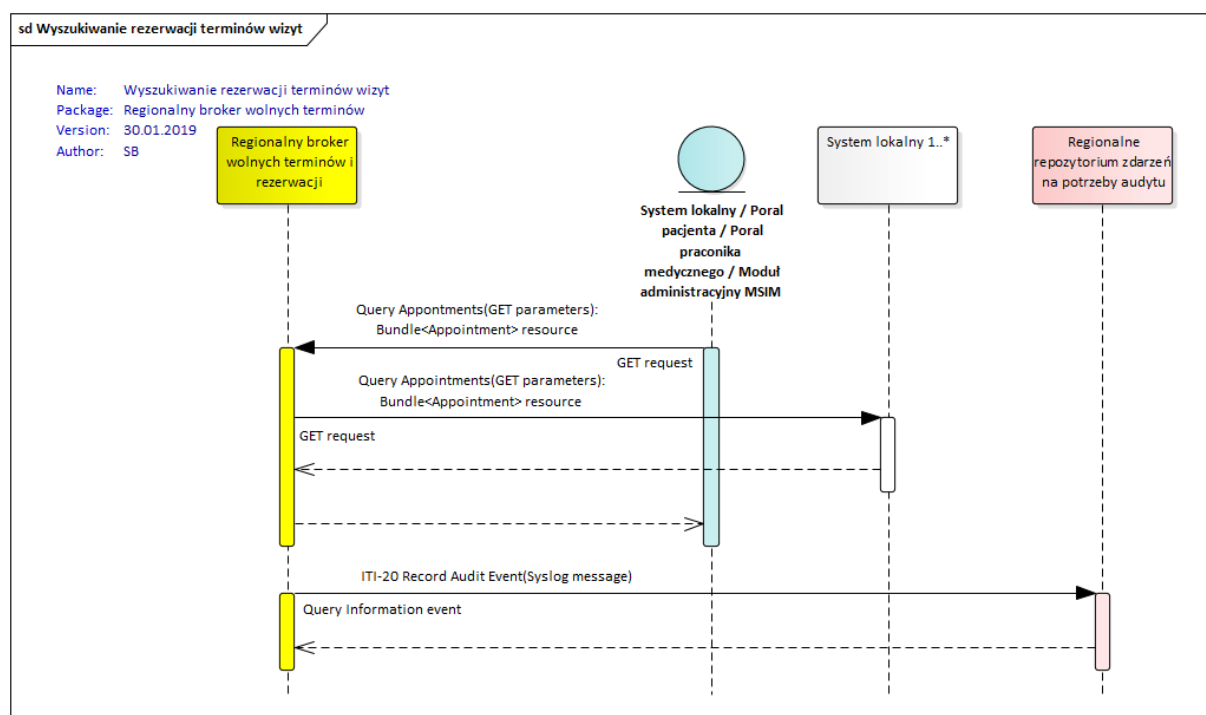 sd Wyszukiwanie rezerwacji terminów wizyt
Name: Wyszukiwanie rezerwacji terminów wizyt
Package: Regionalny broker wolnych terminów
Version: 30.01.2019
Author: SB
Regionalny broker
wolnych terminów i
rezerwacji
System lokalny / Poral
pacjenta / Poral
praconika
medycznego / Moduł
administracyjny MSIM
System lokalny 1..*
Regionalne
repozytorium zdarzeń
na potrzeby audytu
Query Appontments(GET parameters):
Bundle<Appointment> resource
GET request
Query Appointments(GET parameters):
Bundle<Appointment> resource
GET request
ITI-20 Record Audit Event(Syslog message)
Query Information event